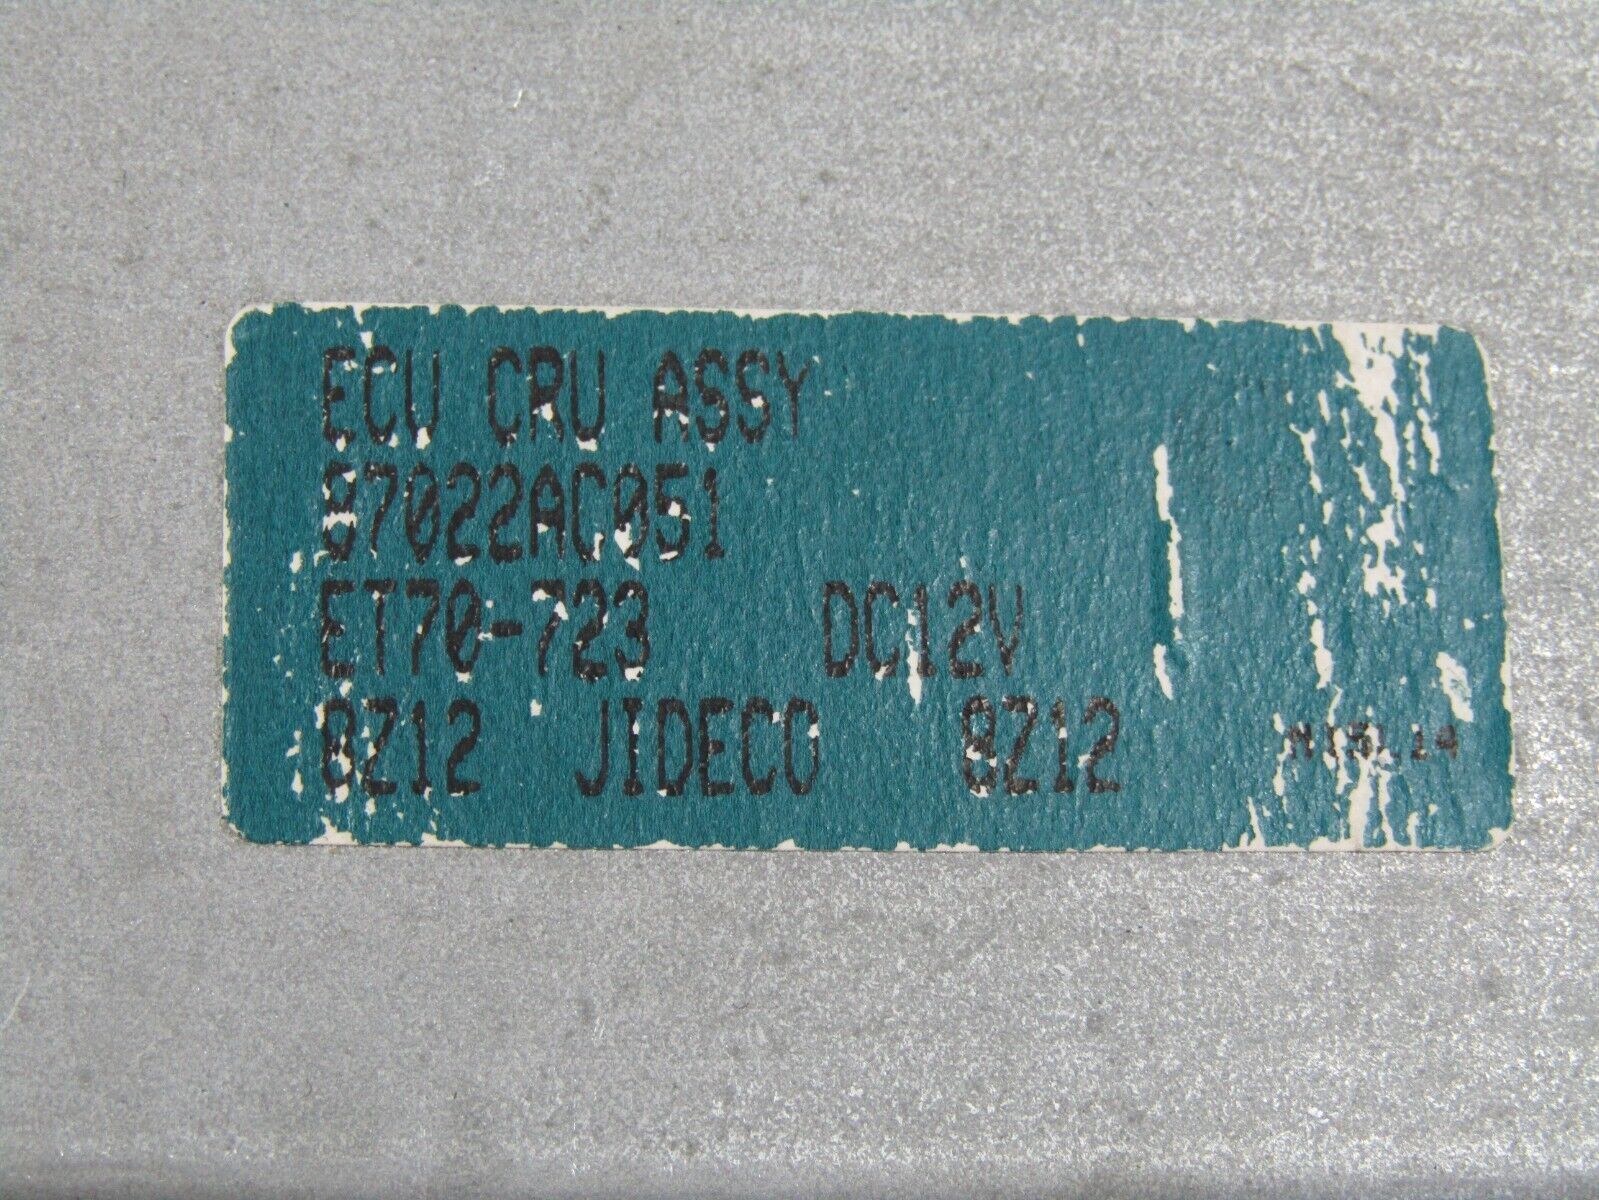 ECU CRU ASSY
87022AC051
ET70-723 DC12V
8Z12 JIDECO 8Z12